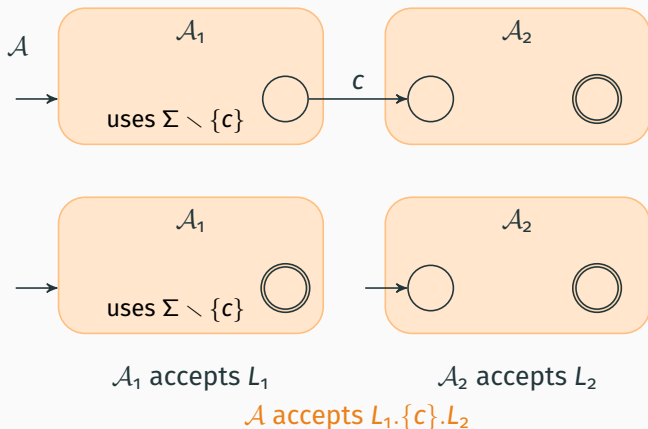 𝒜
𝒜₁
𝒜₂
c
uses Σ ∖ {c}
𝒜₁
𝒜₂
uses Σ ∖ {c}
𝒜₁ accepts L₁
𝒜₂ accepts L₂
𝒜 accepts L₁.{c}.L₂